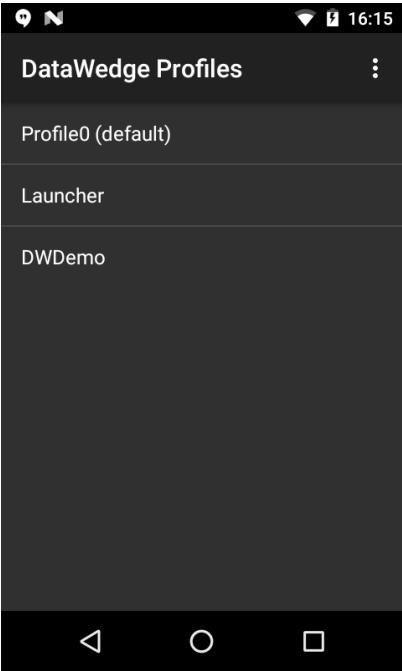 16:15
DataWedge Profiles
Profile0 (default)
Launcher
DWDemo